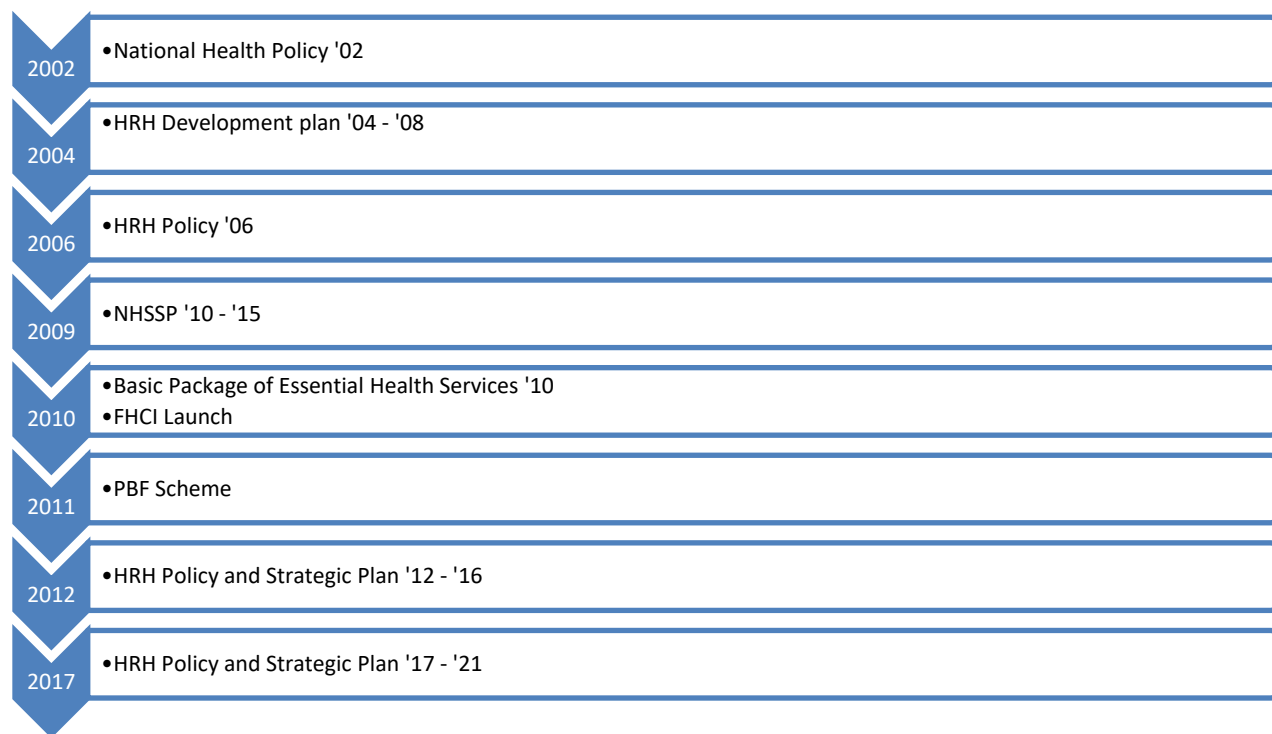 2002
•National Health Policy '02
2004
•HRH Development plan '04 - '08
2006
•HRH Policy '06
2009
•NHSSP '10 - '15
2010
•Basic Package of Essential Health Services '10
•FHCI Launch
2011
•PBF Scheme
2012
•HRH Policy and Strategic Plan '12 - '16
2017
•HRH Policy and Strategic Plan '17 - '21